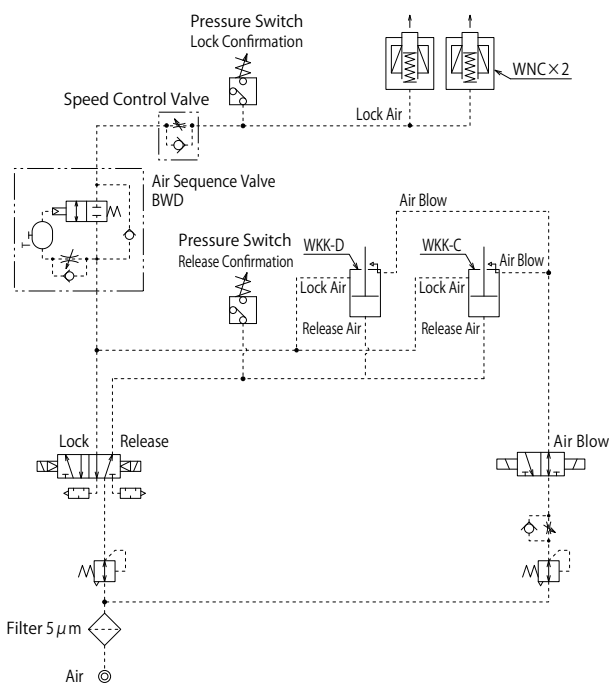 Pressure Switch
Lock Confirmation
WNC×2
Speed Control Valve
Lock Air
Air Sequence Valve
BWD
Air Blow
Pressure Switch
Release Confirmation
WKK-D
WKK-C
Air Blow
Lock Air
Lock Air
Release Air
Release Air
Lock
Release
Air Blow
Filter 5μm
Air